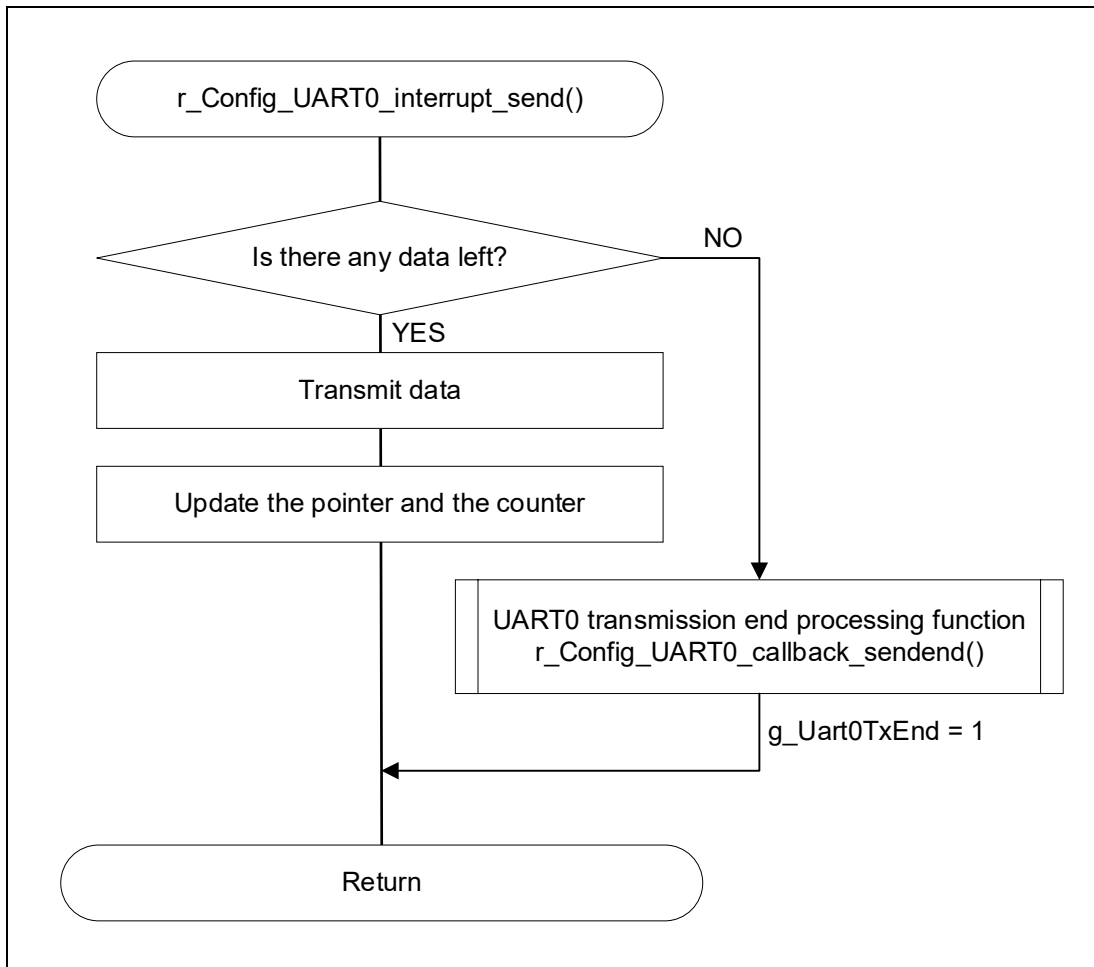 r_Config_UART0_interrupt_send()
Is there any data left?
NO
YES
Transmit data
Update the pointer and the counter
UART0 transmission end processing function
r_Config_UART0_callback_sendend()
g_Uart0TxEnd = 1
Return